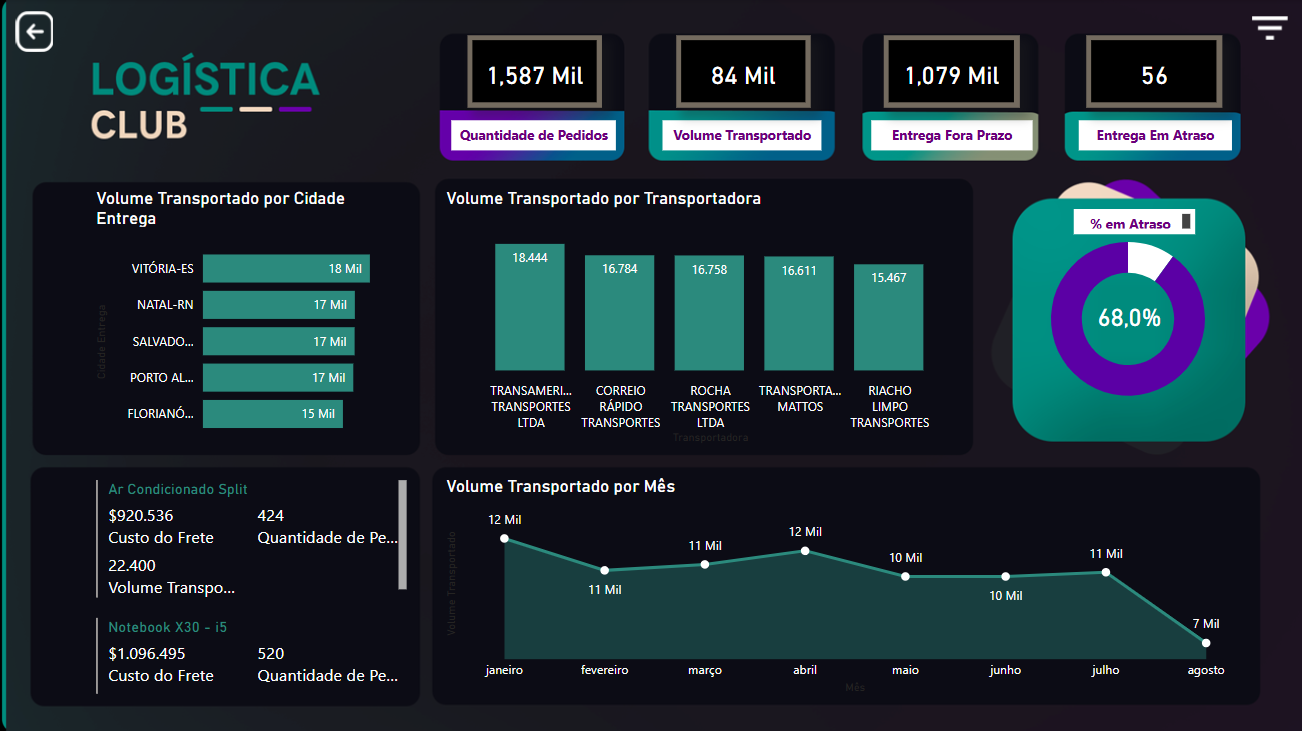 LOGÍSTICA
CLUB
1,587 Mil
Quantidade de Pedidos
84 Mil
Volume Transportado
1,079 Mil
Entrega Fora Prazo
56
Entrega Em Atraso
Volume Transportado por Cidade
Entrega
Cidade Entrega
VITÓRIA-ES
18 Mil
NATAL-RN
17 Mil
SALVADO...
17 Mil
PORTO AL...
17 Mil
FLORIANÓ...
15 Mil
Volume Transportado por Transportadora
18.444
16.784
16.758
16.611
15.467
TRANSAMERI...
TRANSPORTES
LTDA
CORREIO
RÁPIDO
TRANSPORTES
ROCHA
TRANSPORTES
LTDA
TRANSPORTA...
MATTOS
RIACHO
LIMPO
TRANSPORTES
Transportadora
% em Atraso
68,0%
Ar Condicionado Split
$920.536
Custo do Frete
424
Quantidade de Pe...
22.400
Volume Transpo...
Notebook X30 - i5
$1.096.495
Custo do Frete
520
Quantidade de Pe...
Volume Transportado por Mês
Volume Transportado
12 Mil
11 Mil
11 Mil
12 Mil
10 Mil
10 Mil
11 Mil
7 Mil
janeiro
fevereiro
março
abril
maio
junho
julho
agosto
Mês